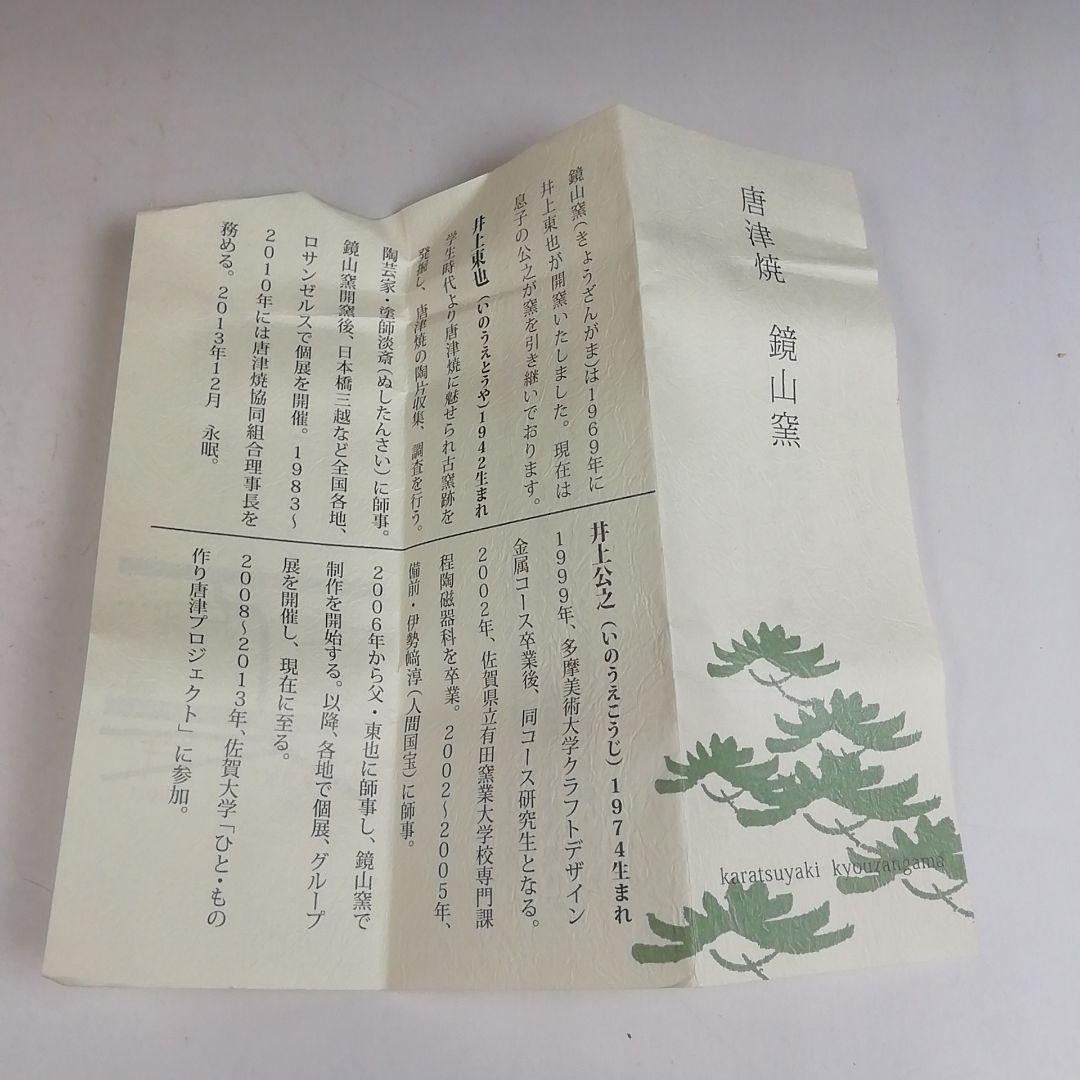 唐津焼　鏡山窯
karatsuyaki kyouzangama
鏡山窯(きょうざんがま)は1969年に
井上東也が開窯いたしました。現在は
息子の公之が窯を引き継いでおります。
井上東也（いのうえとうや）1942生まれ
学生時代より唐津焼に魅せられ古窯跡を
発掘し、唐津焼の陶片収集、調査を行う。
陶芸家・塗師淡斎(ぬしたんさい)に師事。
鏡山窯開窯後、日本橋三越など全国各地、
ロサンゼルスで個展を開催。1983～
2010年には唐津焼協同組合理事長を
務める。2013年12月　永眠。
井上公之（いのうえこうじ）1974生まれ
1999年、多摩美術大学クラフトデザイン
金属コース卒業後、同コース研究生となる。
2002年、佐賀県立有田窯業大学校専門課
程陶磁器科を卒業。2002～2005年、
備前・伊勢﨑淳(人間国宝)に師事。
2006年から父・東也に師事し、鏡山窯で
制作を開始する。以降、各地で個展、グループ
展を開催し、現在に至る。
2008～2013年、佐賀大学「ひと・もの
作り唐津プロジェクト」に参加。